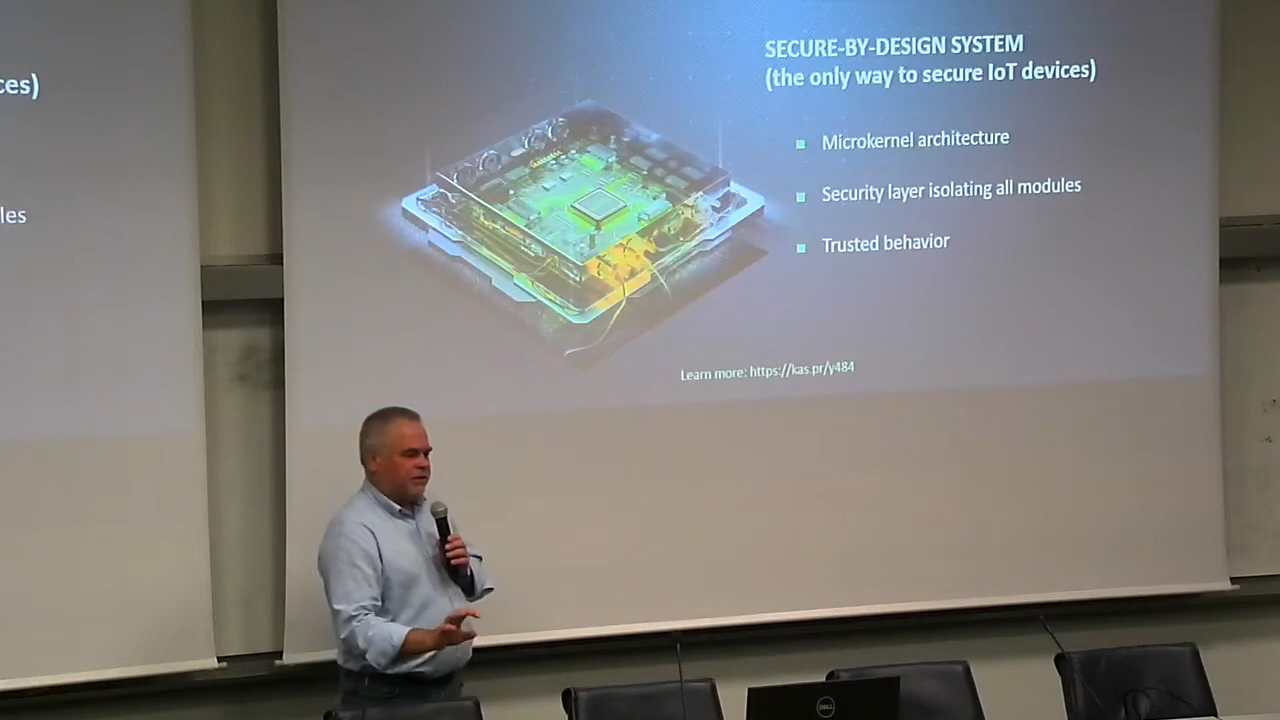 ces)
les
SECURE-BY-DESIGN SYSTEM
(the only way to secure IoT devices)
Microkernel architecture
Security layer isolating all modules
Trusted behavior
Learn more: https://kas.pr/y484
DELL